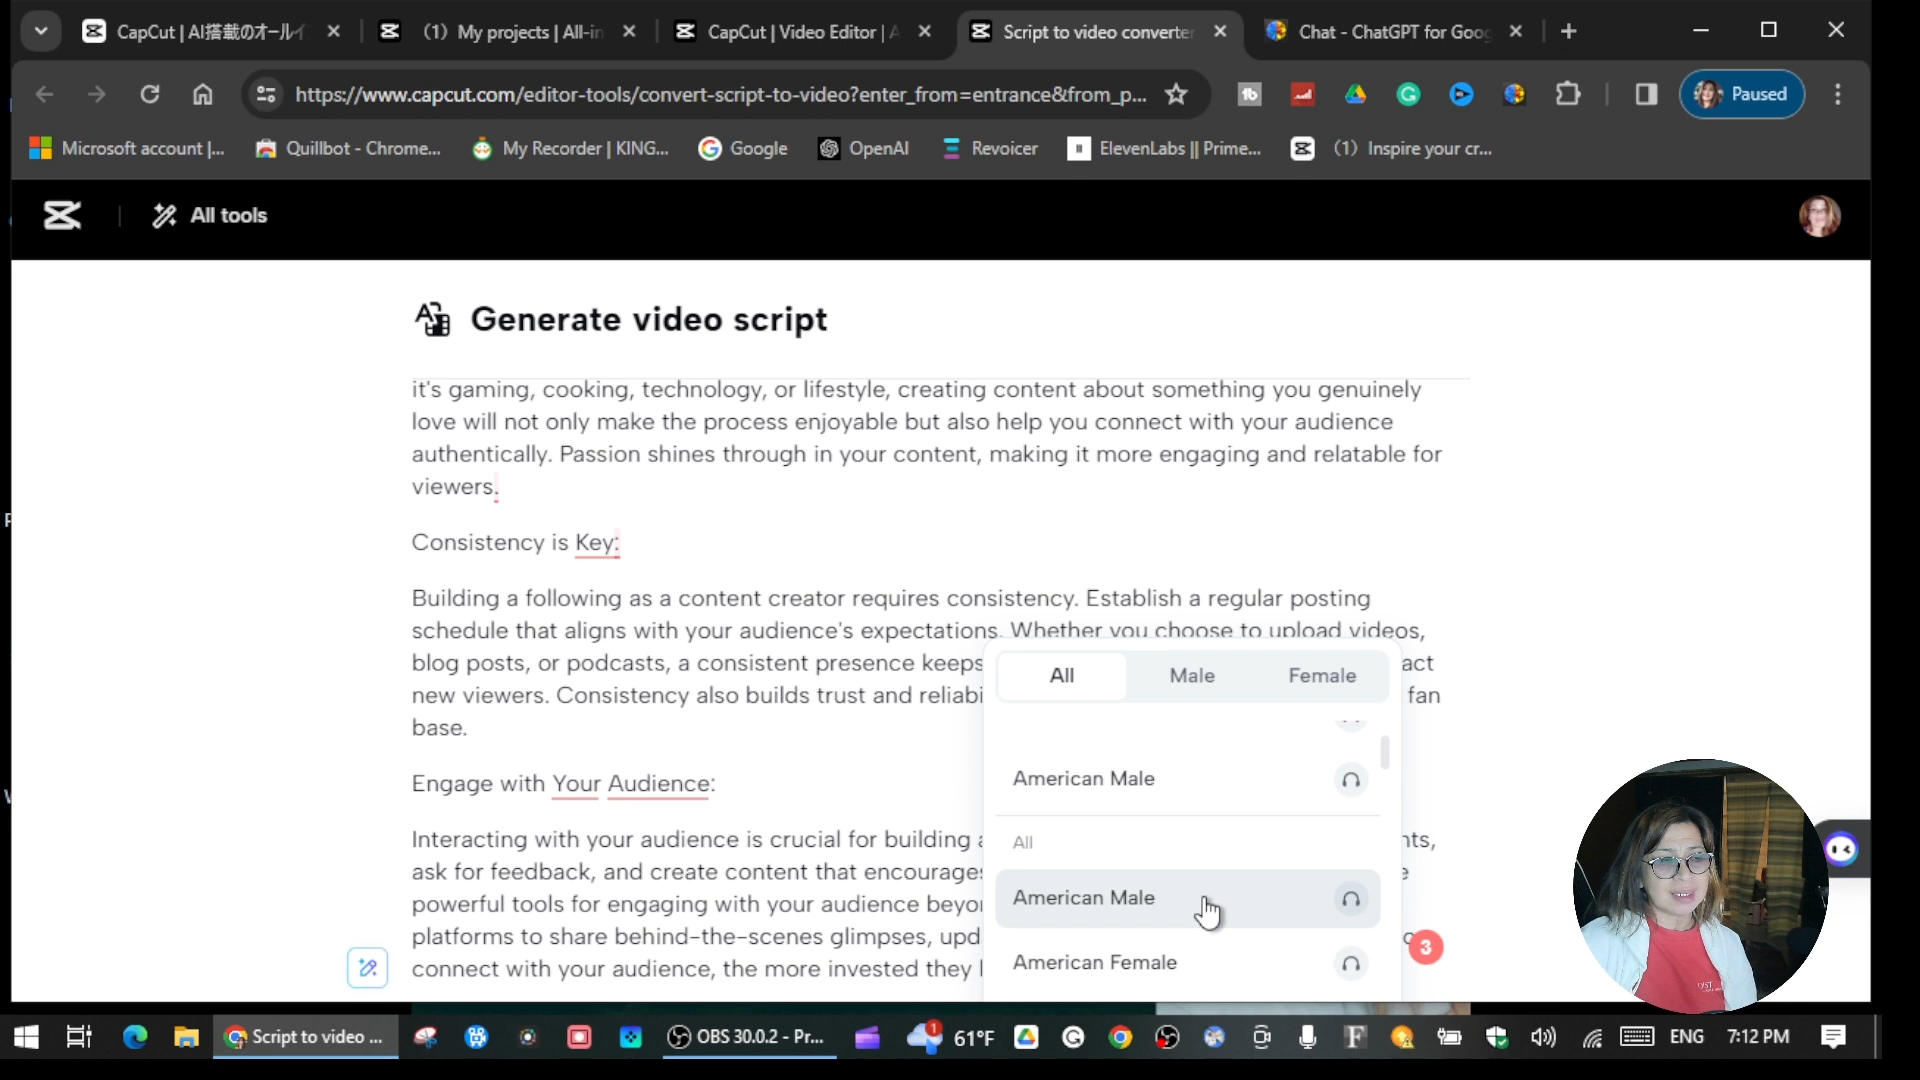 CapCut | AI搭載のオールイ
(1) My projects | All-in
CapCut | Video Editor | A
Script to video converter
Chat - ChatGPT for Goog
https://www.capcut.com/editor-tools/convert-script-to-video?enter_from=entrance&from_p...
Paused
Microsoft account |...
Quillbot - Chrome...
My Recorder | KING...
Google
OpenAI
Revoicer
ElevenLabs || Prime...
(1) Inspire your cr...
All tools
Generate video script
it's gaming, cooking, technology, or lifestyle, creating content about something you genuinely
love will not only make the process enjoyable but also help you connect with your audience
authentically. Passion shines through in your content, making it more engaging and relatable for
viewers.
Consistency is Key:
Building a following as a content creator requires consistency. Establish a regular posting
schedule that aligns with your audience's expectations. Whether you choose to upload videos,
blog posts, or podcasts, a consistent presence keeps act
new viewers. Consistency also builds trust and reliabi fan
base.
Engage with Your Audience:
Interacting with your audience is crucial for building a nts,
ask for feedback, and create content that encourages e
powerful tools for engaging with your audience beyon
platforms to share behind-the-scenes glimpses, upd
connect with your audience, the more invested they
All
Male
Female
American Male
All
American Male
American Female
3
Script to video ...
OBS 30.0.2 - Pr...
1
61°F
ENG
7:12 PM